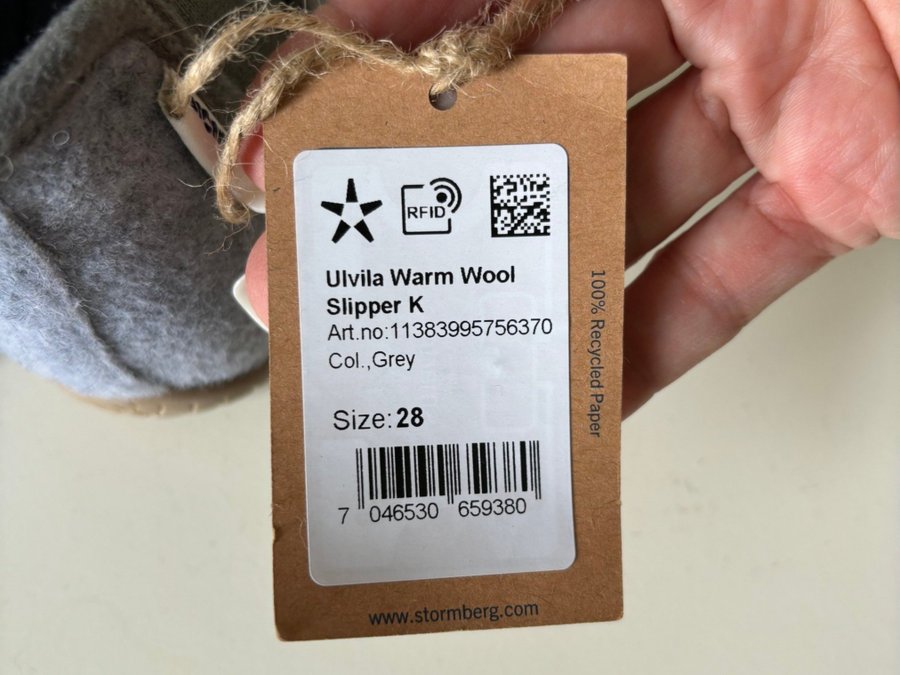 RFID
Ulvila Warm Wool
Slipper K
Art.no:11383995756370
Col.,Grey
Size: 28
7 046530 659380
100% Recycled Paper
www.stormberg.com